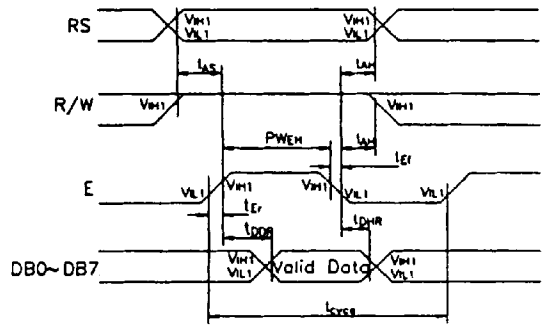 RS
VIH1 VIH1
VIL1 VIL1
tAS tAH
R/W
VIH1 VIH1
PWEH tAH
tEf
E
VIL1 VIH1 VIH1 VIL1 VIL1
tEr
tDDR tDHR
DB0~DB7
VIH1 Valid Data VIH1
VIL1 VIL1
tcycE